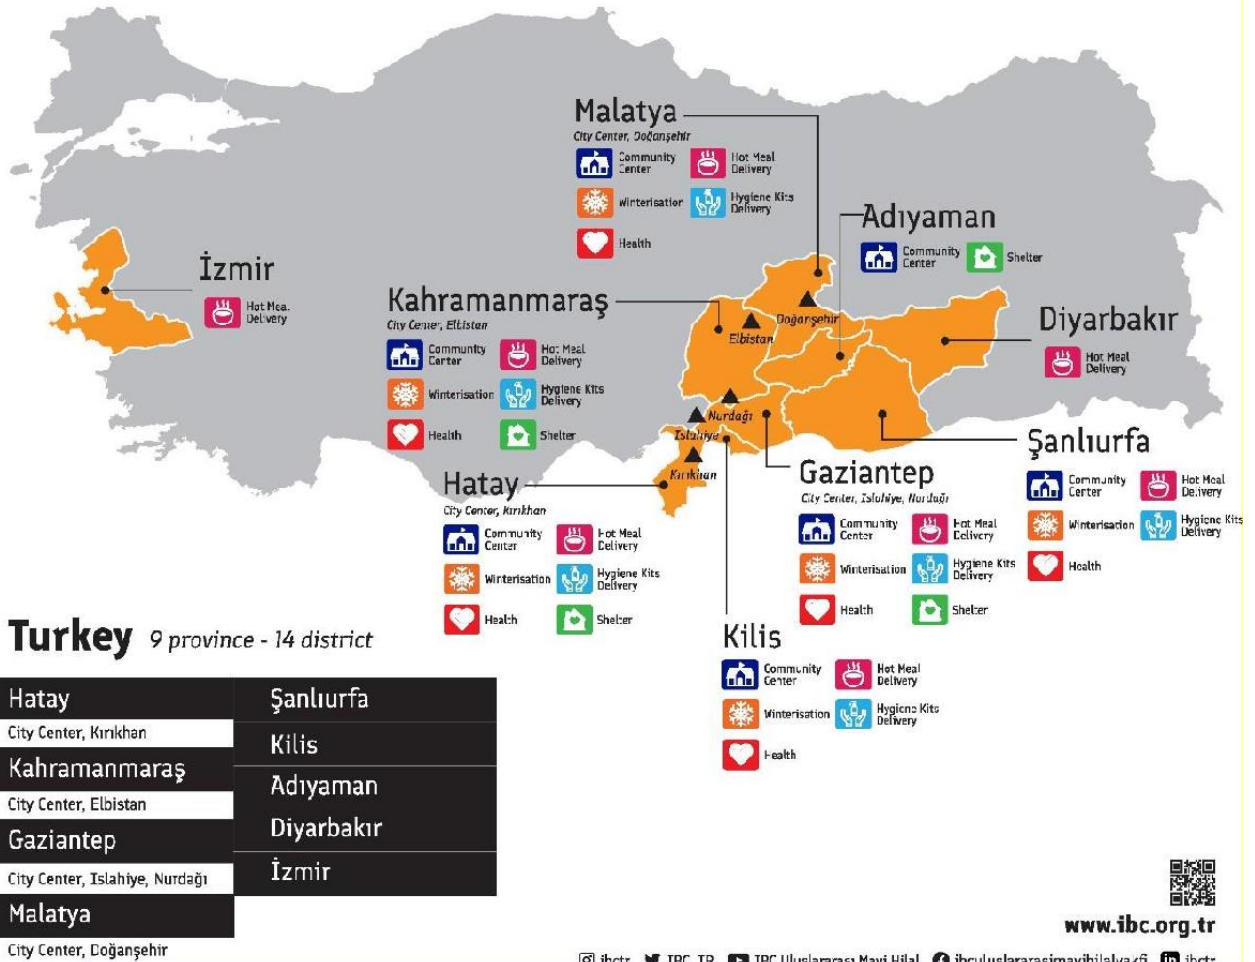 Malatya
City Center, Doğanşehir
Community
Center
Hot Meal
Delivery
Winterisation
Hygiene Kits
Delivery
Health
Adıyaman
Community
Center
Shelter
İzmir
Hot Meal
Delivery
Kahramanmaraş
City Center, Elbistan
Community
Center
Hot Meal
Delivery
Winterisation
Hygiene Kits
Delivery
Health
Shelter
Doğanşehir
Elbistan
Nurdağı
Islahiye
Kırıkhan
Diyarbakır
Hot Meal
Delivery
Şanlıurfa
Community
Center
Hot Meal
Delivery
Winterisation
Hygiene Kits
Delivery
Health
Hatay
City Center, Kırıkhan
Community
Center
Hot Meal
Delivery
Winterisation
Hygiene Kits
Delivery
Health
Shelter
Gaziantep
City Center, Islahiye, Nurdağı
Community
Center
Hot Meal
Delivery
Winterisation
Hygiene Kits
Delivery
Health
Shelter
Kilis
Community
Center
Hot Meal
Delivery
Winterisation
Hygiene Kits
Delivery
Health
Turkey 9 province - 14 district
Hatay
City Center, Kırıkhan
Kahramanmaraş
City Center, Elbistan
Gaziantep
City Center, Islahiye, Nurdağı
Malatya
City Center, Doğanşehir
Şanlıurfa
Kilis
Adıyaman
Diyarbakır
İzmir
www.ibc.org.tr
ibctr IBC_TR IBC Uluslararası Mavi Hilal ibculuslararasimavihilalvakfi ibctr